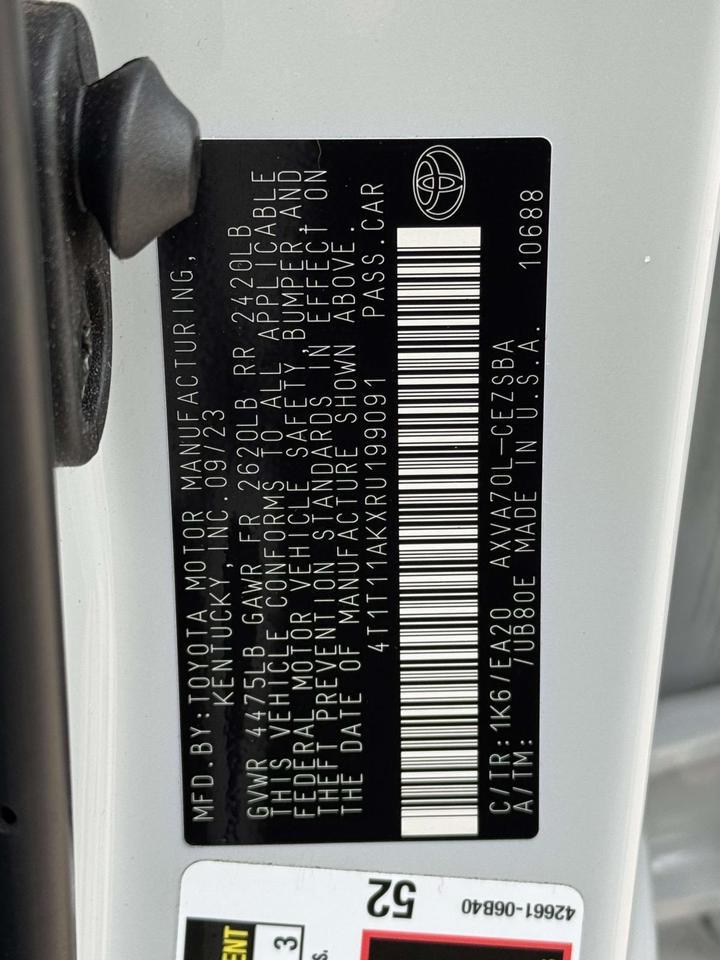 MFD.BY:TOYOTA MOTOR MANUFACTURING,
KENTUCKY,INC.09/23
GVWR 4475LB GAWR FR 2620LB RR 2420LB
THIS VEHICLE CONFORMS TO ALL APPLICABLE
FEDERAL MOTOR VEHICLE SAFETY, BUMPER, AND
THEFT PREVENTION STANDARDS IN EFFECT ON
THE DATE OF MANUFACTURE SHOWN ABOVE.
4T1T11AKXRU199091 PASS.CAR
C/TR:1K6/EA20 AXVA70L-CEZSBA 10688
A/TM: /UB80E MADE IN U.S.A.
52
42661-06B40
3